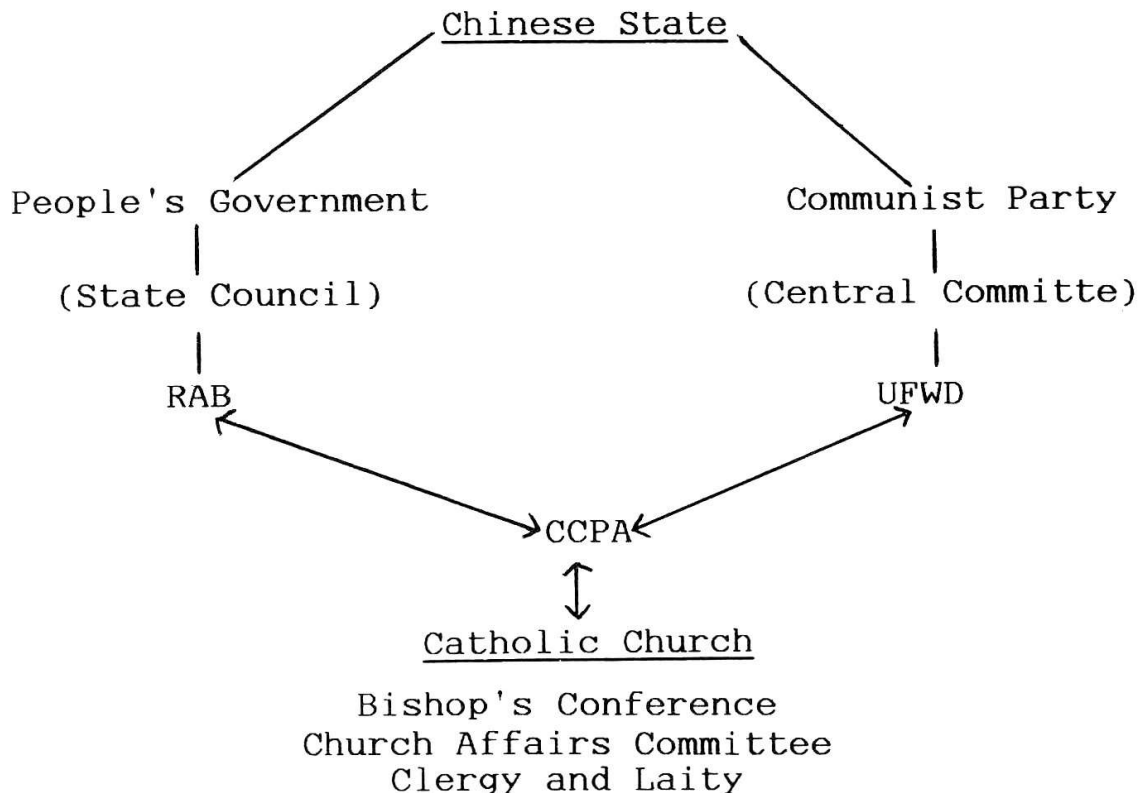 Chinese State
People's Government
Communist Party
(State Council)
(Central Committe)
RAB
UFWD
CCPA
Catholic Church
Bishop's Conference
Church Affairs Committee
Clergy and Laity